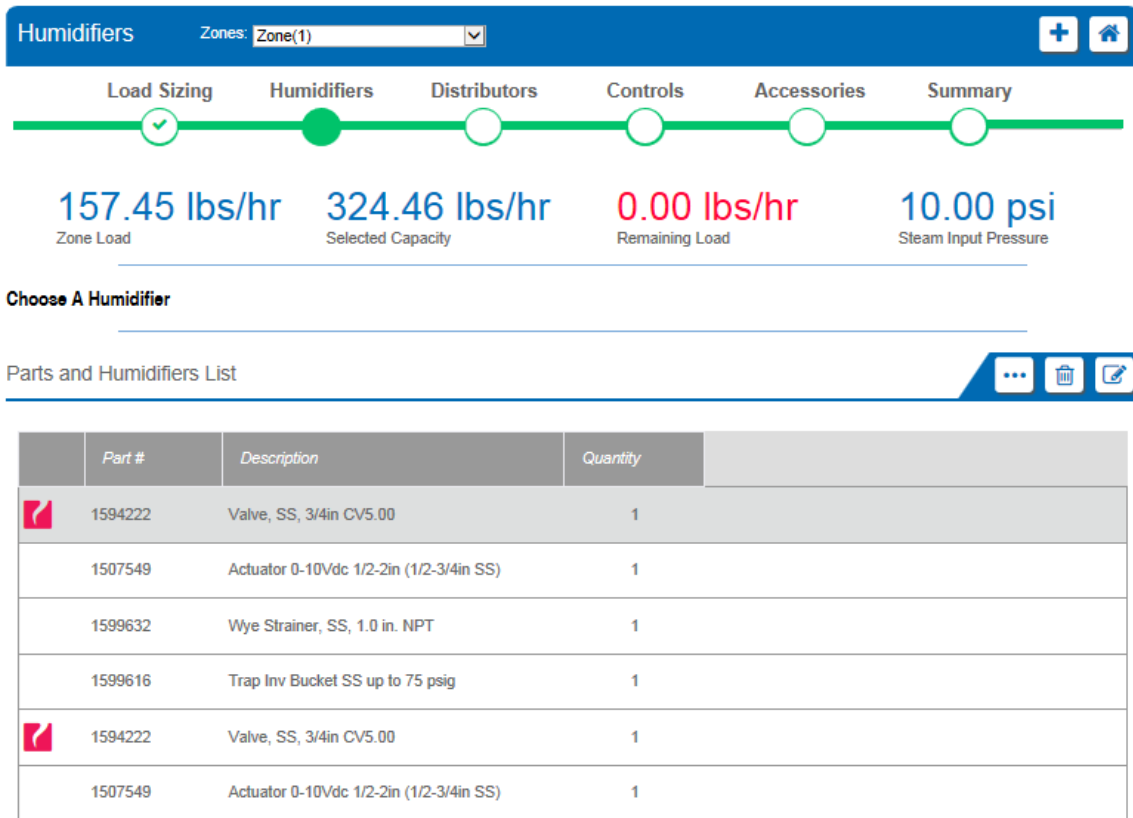 Humidifiers Zones: Zone(1)
Load Sizing Humidifiers Distributors Controls Accessories Summary
157.45 lbs/hr 324.46 lbs/hr 0.00 lbs/hr 10.00 psi
Zone Load Selected Capacity Remaining Load Steam Input Pressure
Choose A Humidifier
Parts and Humidifiers List
Part # Description Quantity
1594222 Valve, SS, 3/4in CV5.00 1
1507549 Actuator 0-10Vdc 1/2-2in (1/2-3/4in SS) 1
1599632 Wye Strainer, SS, 1.0 in. NPT 1
1599616 Trap Inv Bucket SS up to 75 psig 1
1594222 Valve, SS, 3/4in CV5.00 1
1507549 Actuator 0-10Vdc 1/2-2in (1/2-3/4in SS) 1